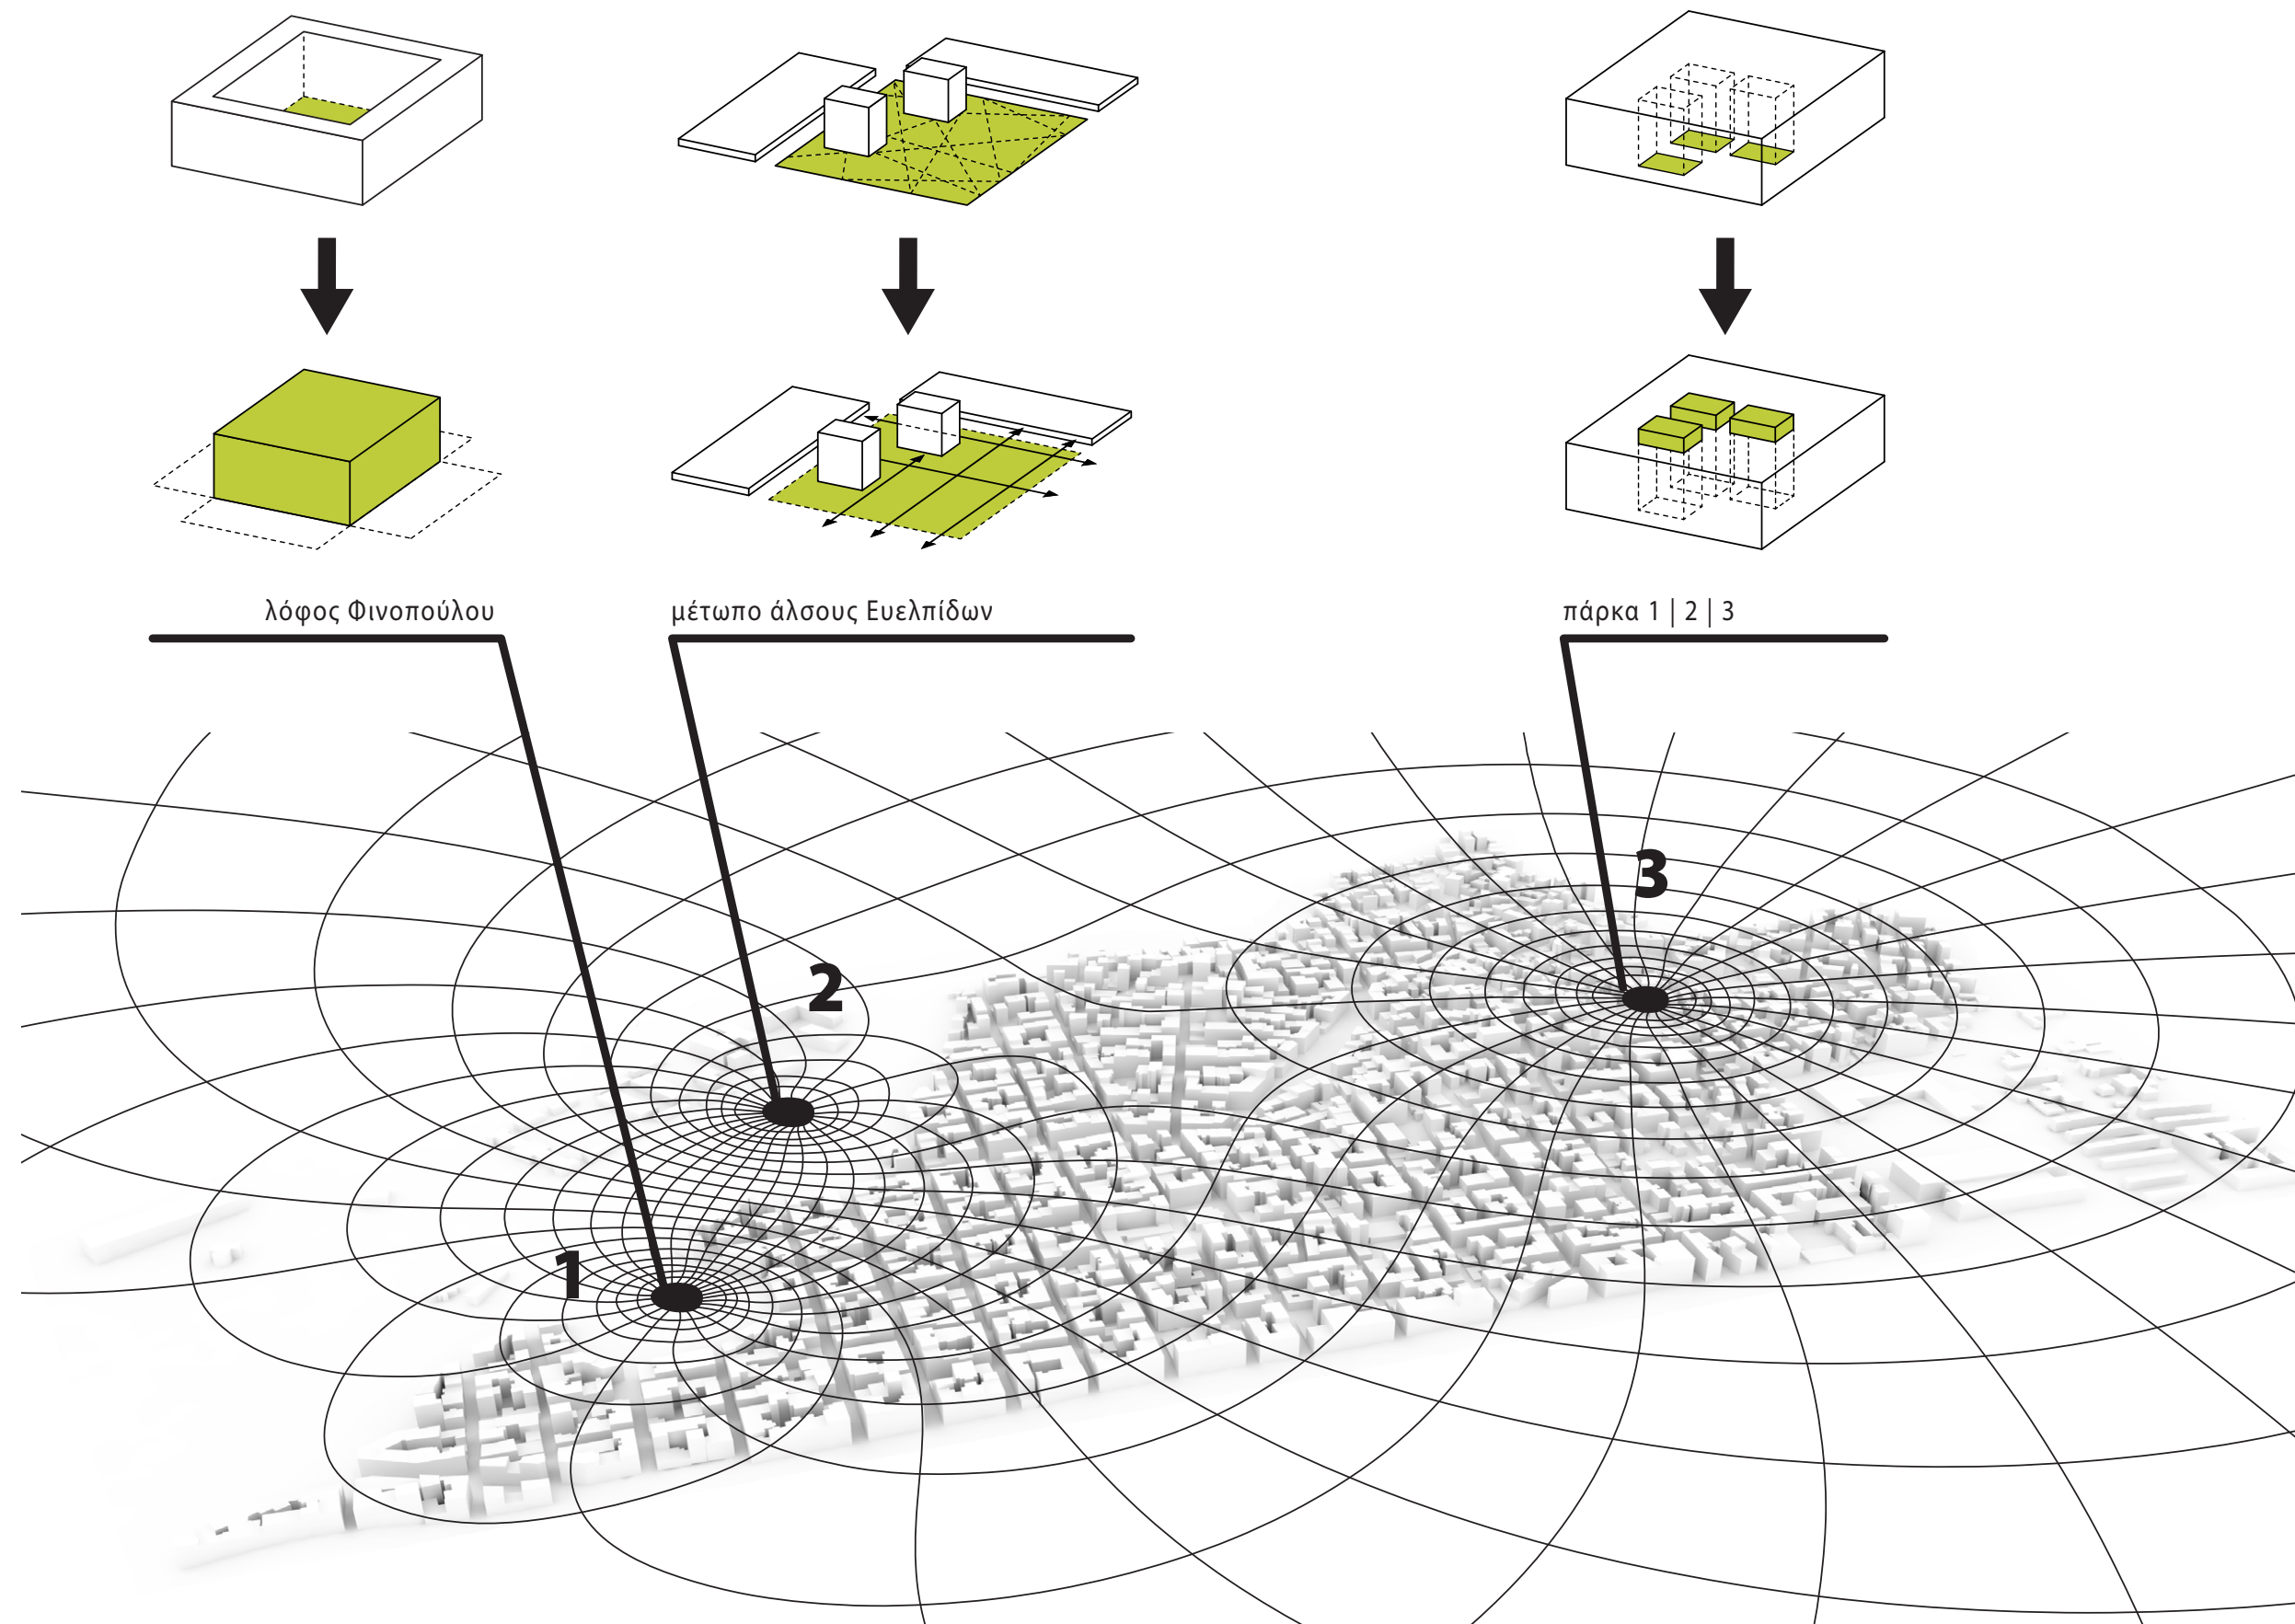 λόφος Φινοπούλου
μέτωπο άλσους Ευελπίδων
πάρκα 1 | 2 | 3
3
2
1